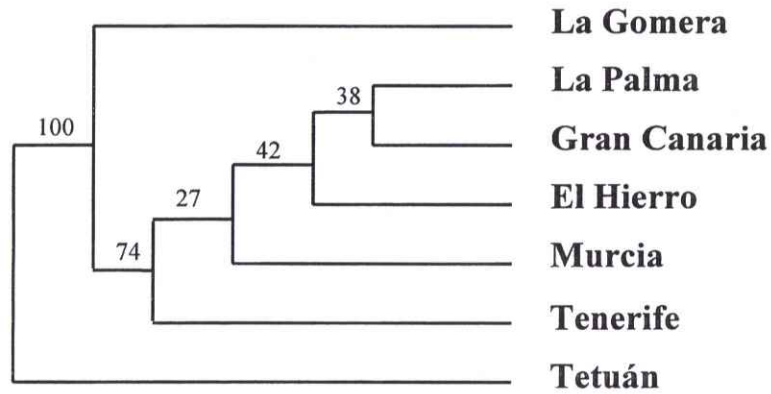 La Gomera
La Palma
38
Gran Canaria
100
42
El Hierro
27
Murcia
74
Tenerife
Tetuán